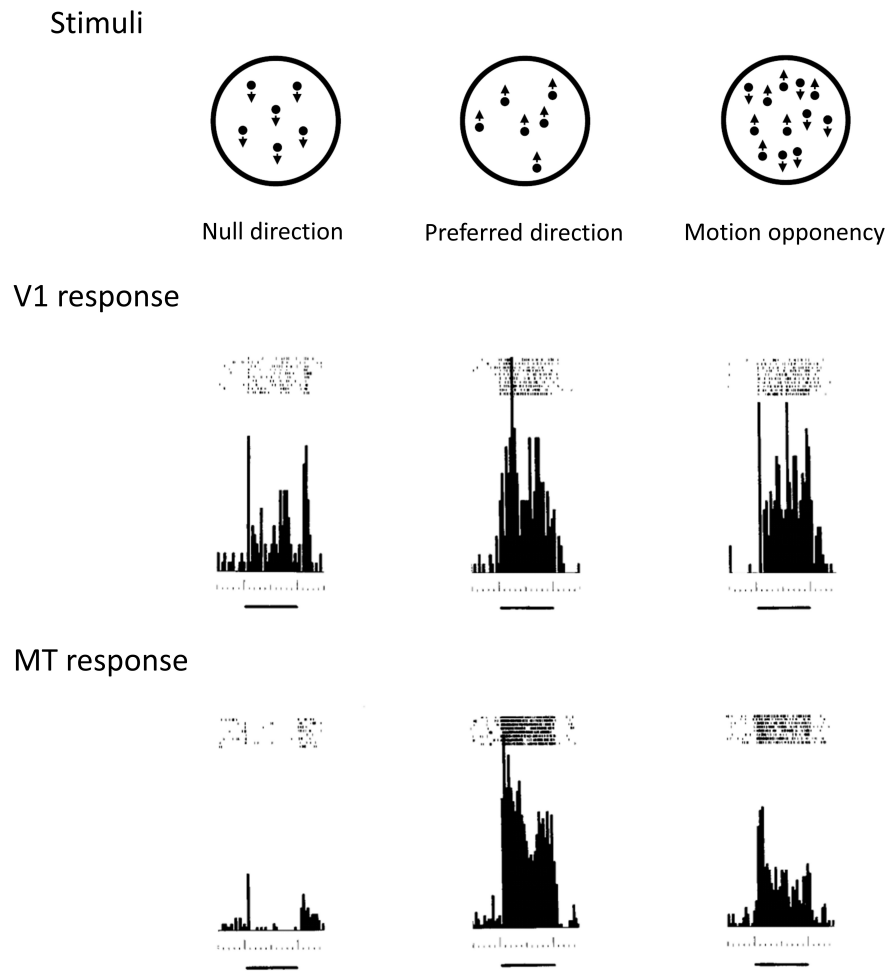 Stimuli
Null direction
Preferred direction
Motion opponency
V1 response
MT response